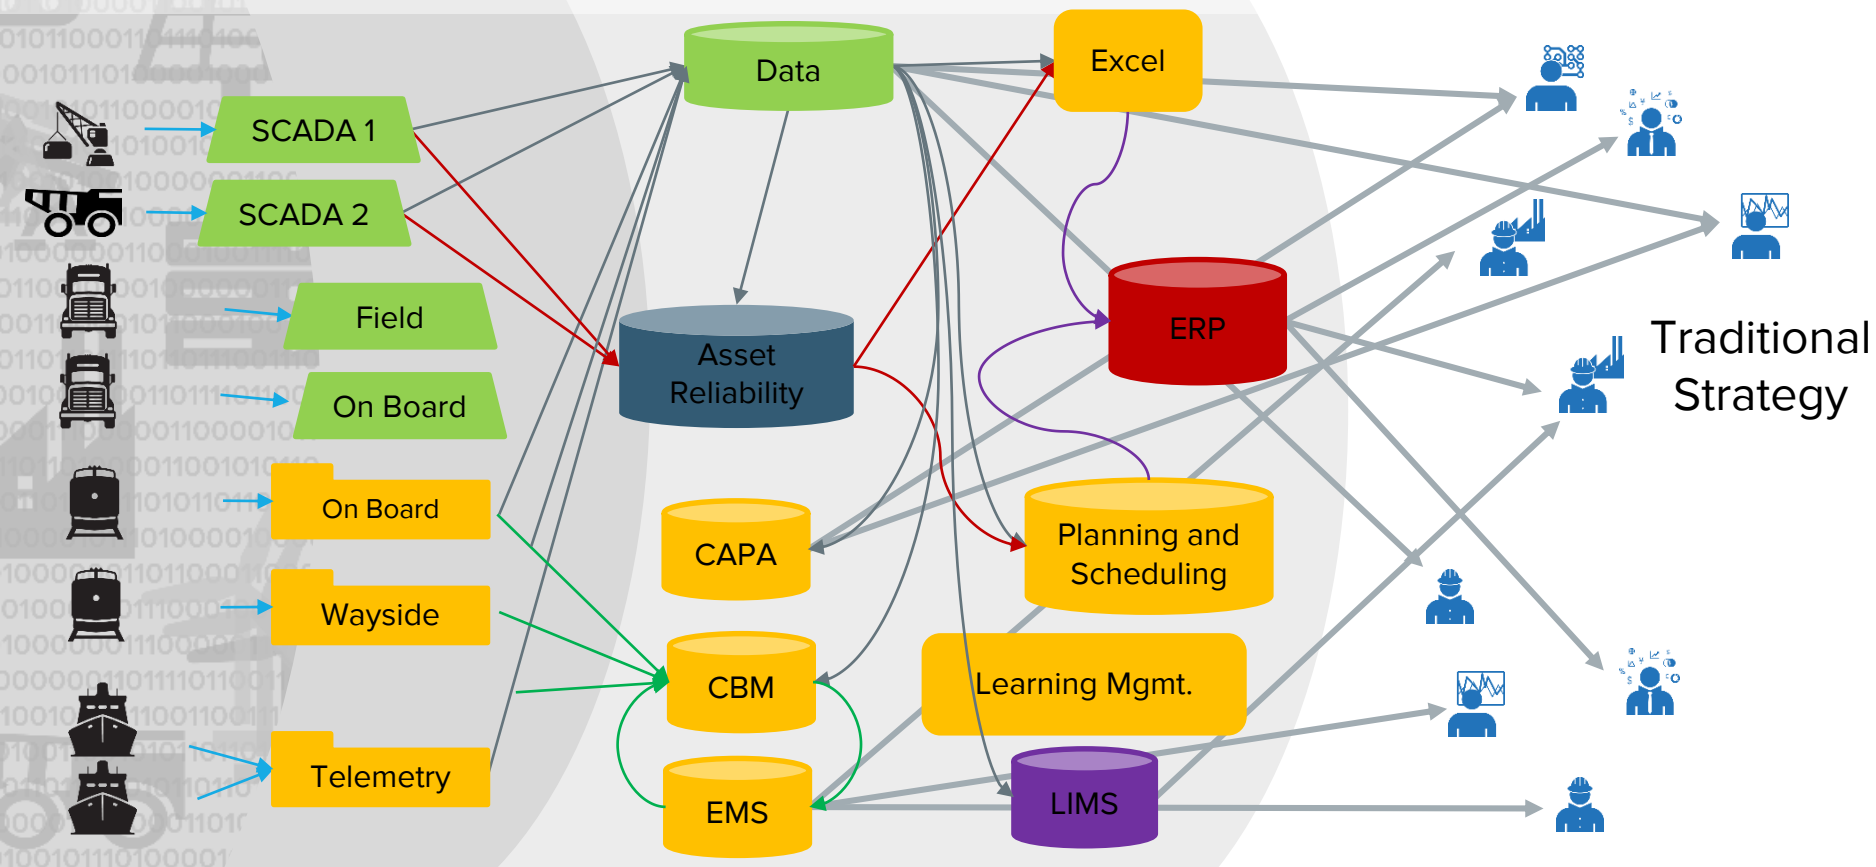 Data
Excel
SCADA 1
SCADA 2
Field
On Board
On Board
Wayside
Telemetry
Asset
Reliability
ERP
CAPA
Planning and
Scheduling
CBM
Learning Mgmt.
EMS
LIMS
Traditional
Strategy